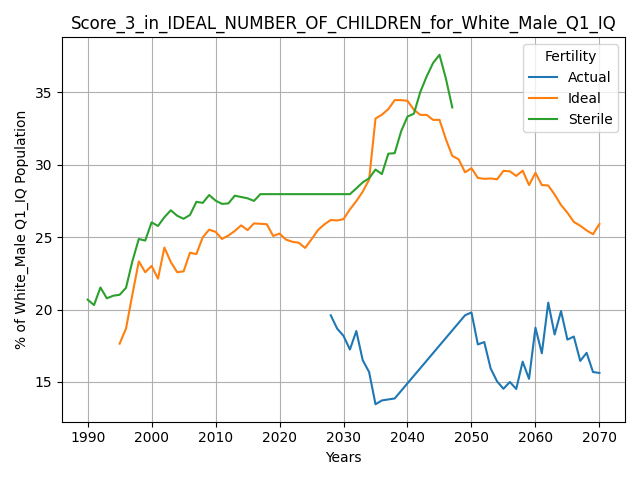 Score_3_in_IDEAL_NUMBER_OF_CHILDREN_for_White_Male_Q1_IQ
Fertility
Actual
Ideal
Sterile
% of White_Male Q1_IQ Population
35
30
25
20
15
1990 2000 2010 2020 2030 2040 2050 2060 2070
Years